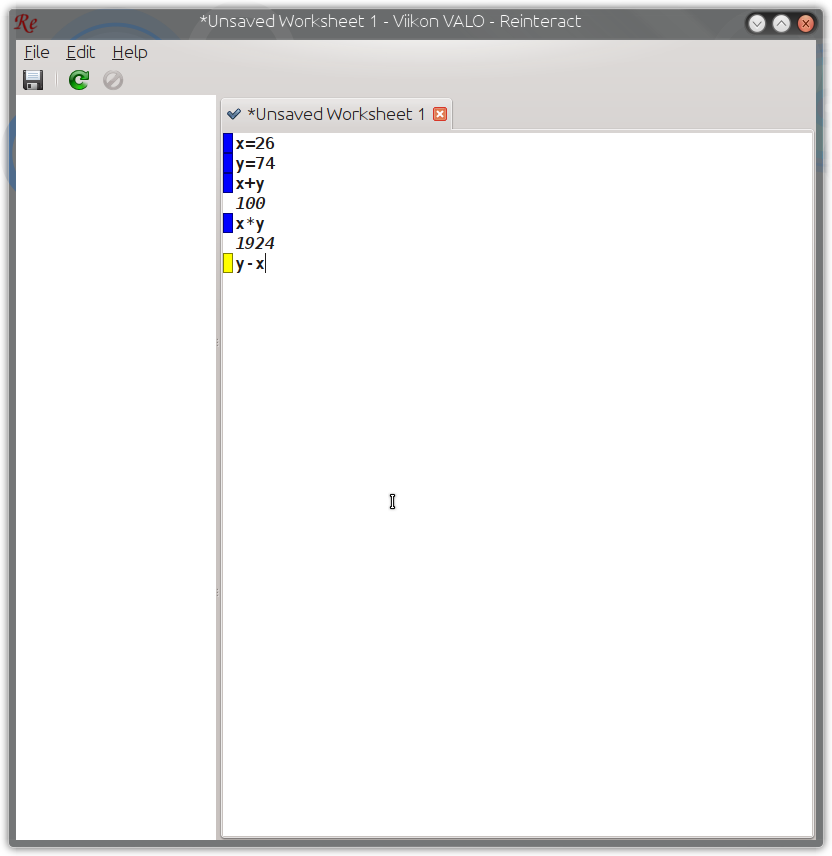 Re *Unsaved Worksheet 1 - Viikon VALO - Reinteract
File Edit Help
*Unsaved Worksheet 1
x=26
y=74
x+y
100
x*y
1924
y-x